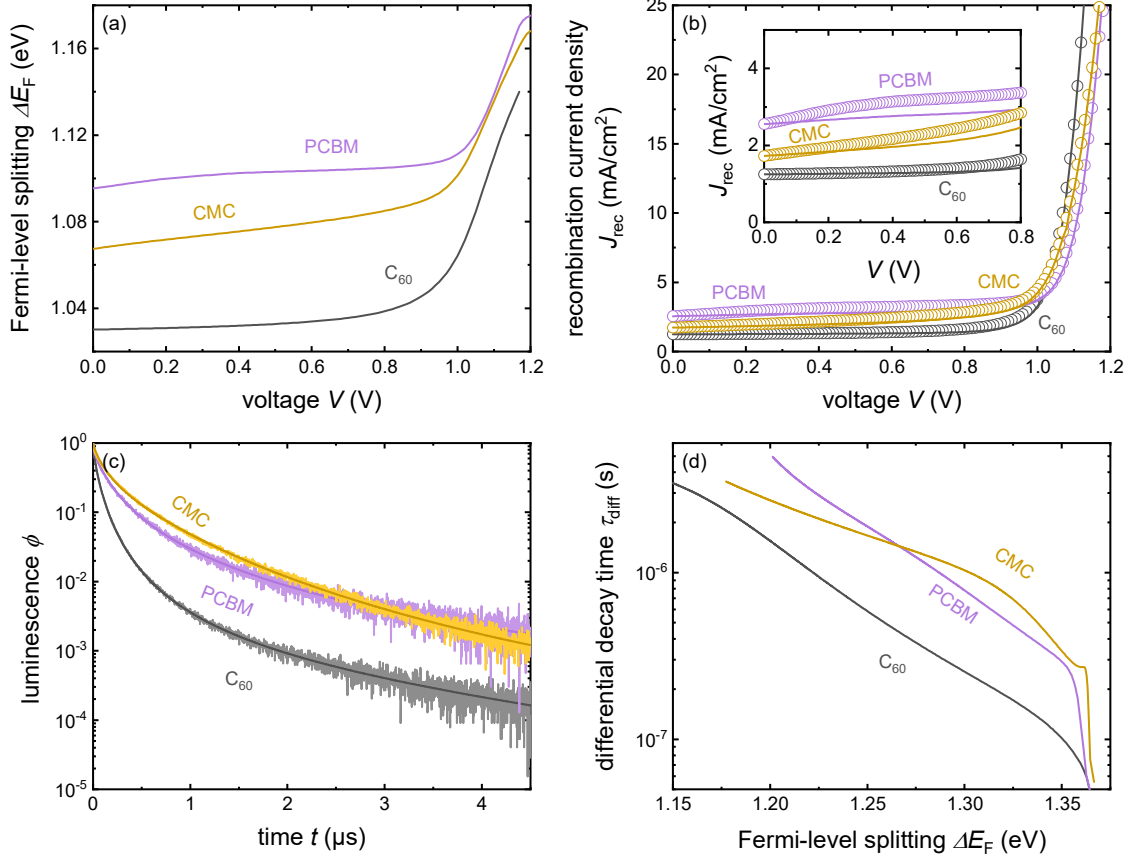 (a)
Fermi-level splitting ΔE_F (eV)
1.16
1.12
1.08
1.04
PCBM
CMC
C₆₀
0.0 0.2 0.4 0.6 0.8 1.0 1.2
voltage V (V)
(b)
recombination current density
J_rec (mA/cm²)
25
20
15
10
5
0
PCBM
CMC
C₆₀
0.0 0.2 0.4 0.6 0.8 1.0 1.2
voltage V (V)
J_rec (mA/cm²)
4
2
0
PCBM
CMC
C₆₀
0.0 0.2 0.4 0.6 0.8
V (V)
(c)
luminescence ϕ
10⁰
10⁻¹
10⁻²
10⁻³
10⁻⁴
10⁻⁵
CMC
PCBM
C₆₀
0 1 2 3 4
time t (µs)
(d)
differential decay time τ_diff (s)
10⁻⁶
10⁻⁷
CMC
PCBM
C₆₀
1.15 1.20 1.25 1.30 1.35
Fermi-level splitting ΔE_F (eV)